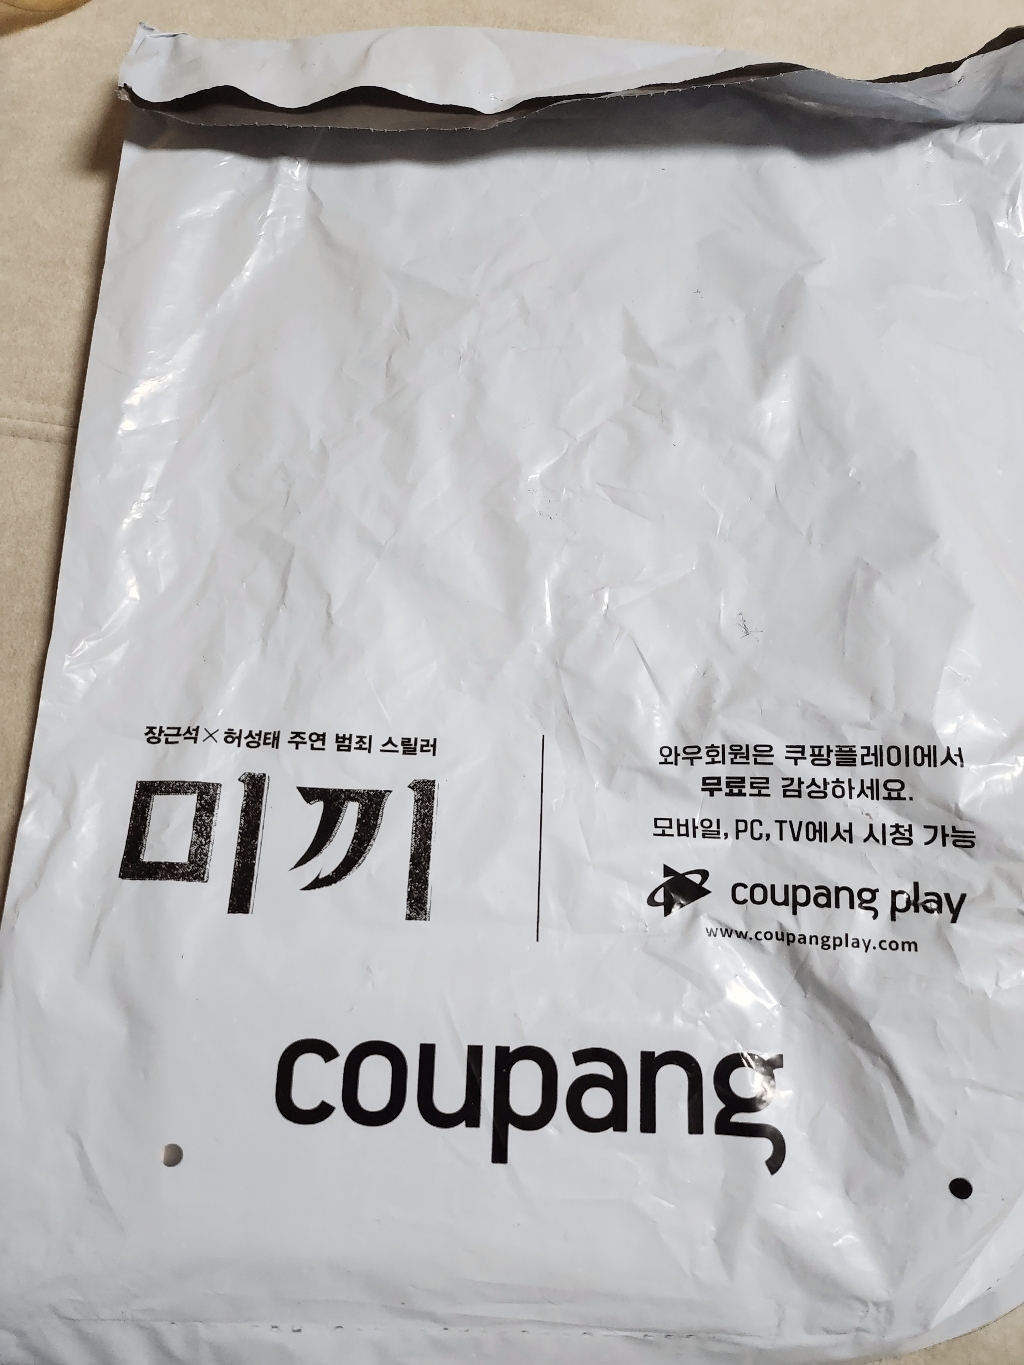 장근석×허성태 주연 범죄 스릴러
미끼
와우회원은 쿠팡플레이에서
무료로 감상하세요.
모바일, PC, TV에서 시청 가능
coupang play
www.coupangplay.com
coupang